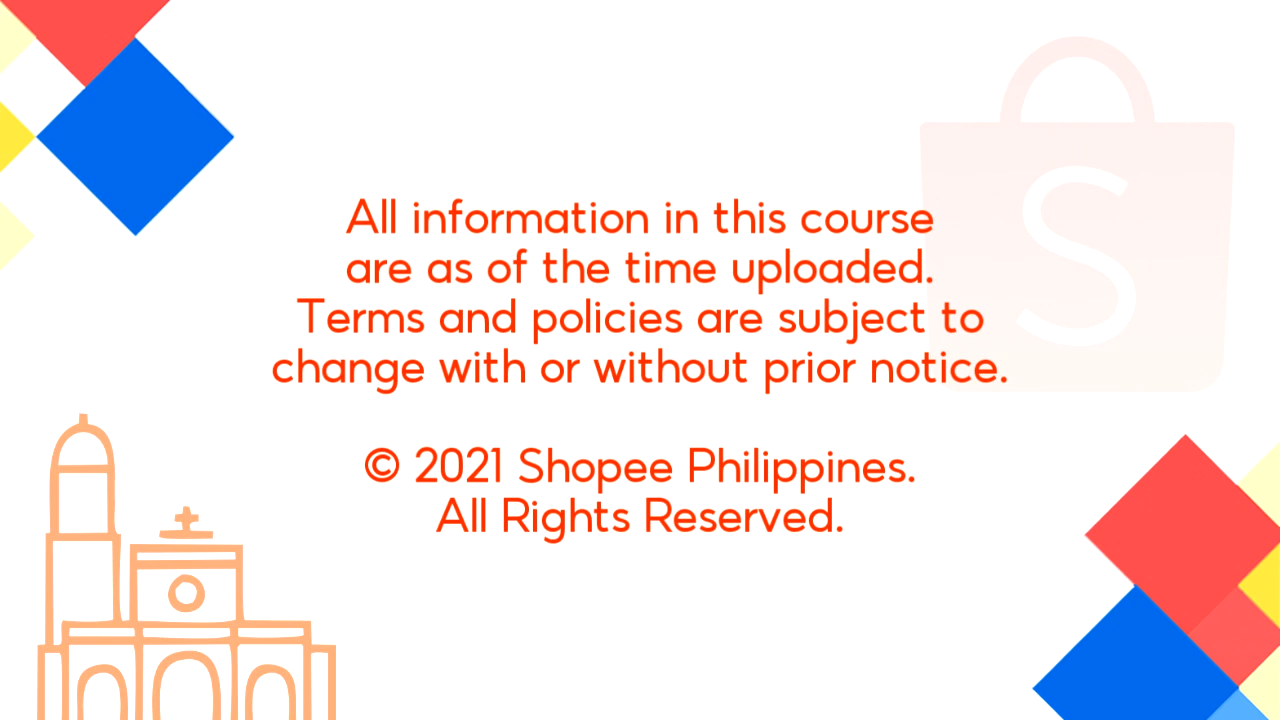 All information in this course
are as of the time uploaded.
Terms and policies are subject to
change with or without prior notice.
© 2021 Shopee Philippines.
All Rights Reserved.
S